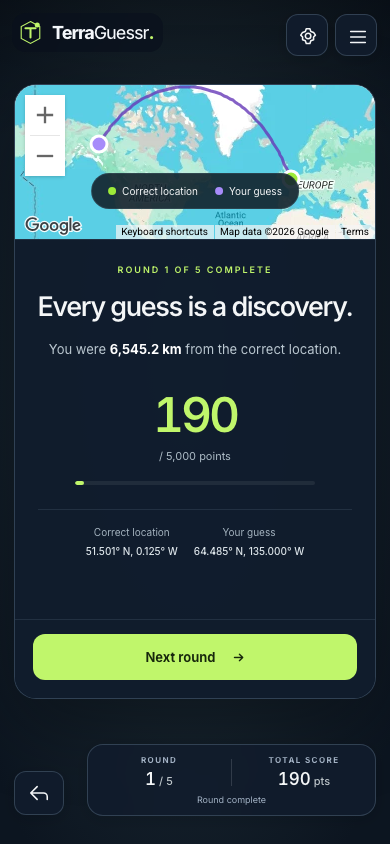 TerraGuessr.
+
−
EUROPE
Correct location
Your guess
Atlantic
Ocean
Google
Keyboard shortcuts
Map data ©2026 Google
Terms
ROUND 1 OF 5 COMPLETE
Every guess is a discovery.
You were 6,545.2 km from the correct location.
190
/ 5,000 points
Correct location
Your guess
51.501° N, 0.125° W
64.485° N, 135.000° W
Next round →
ROUND
TOTAL SCORE
1 / 5
190 pts
Round complete